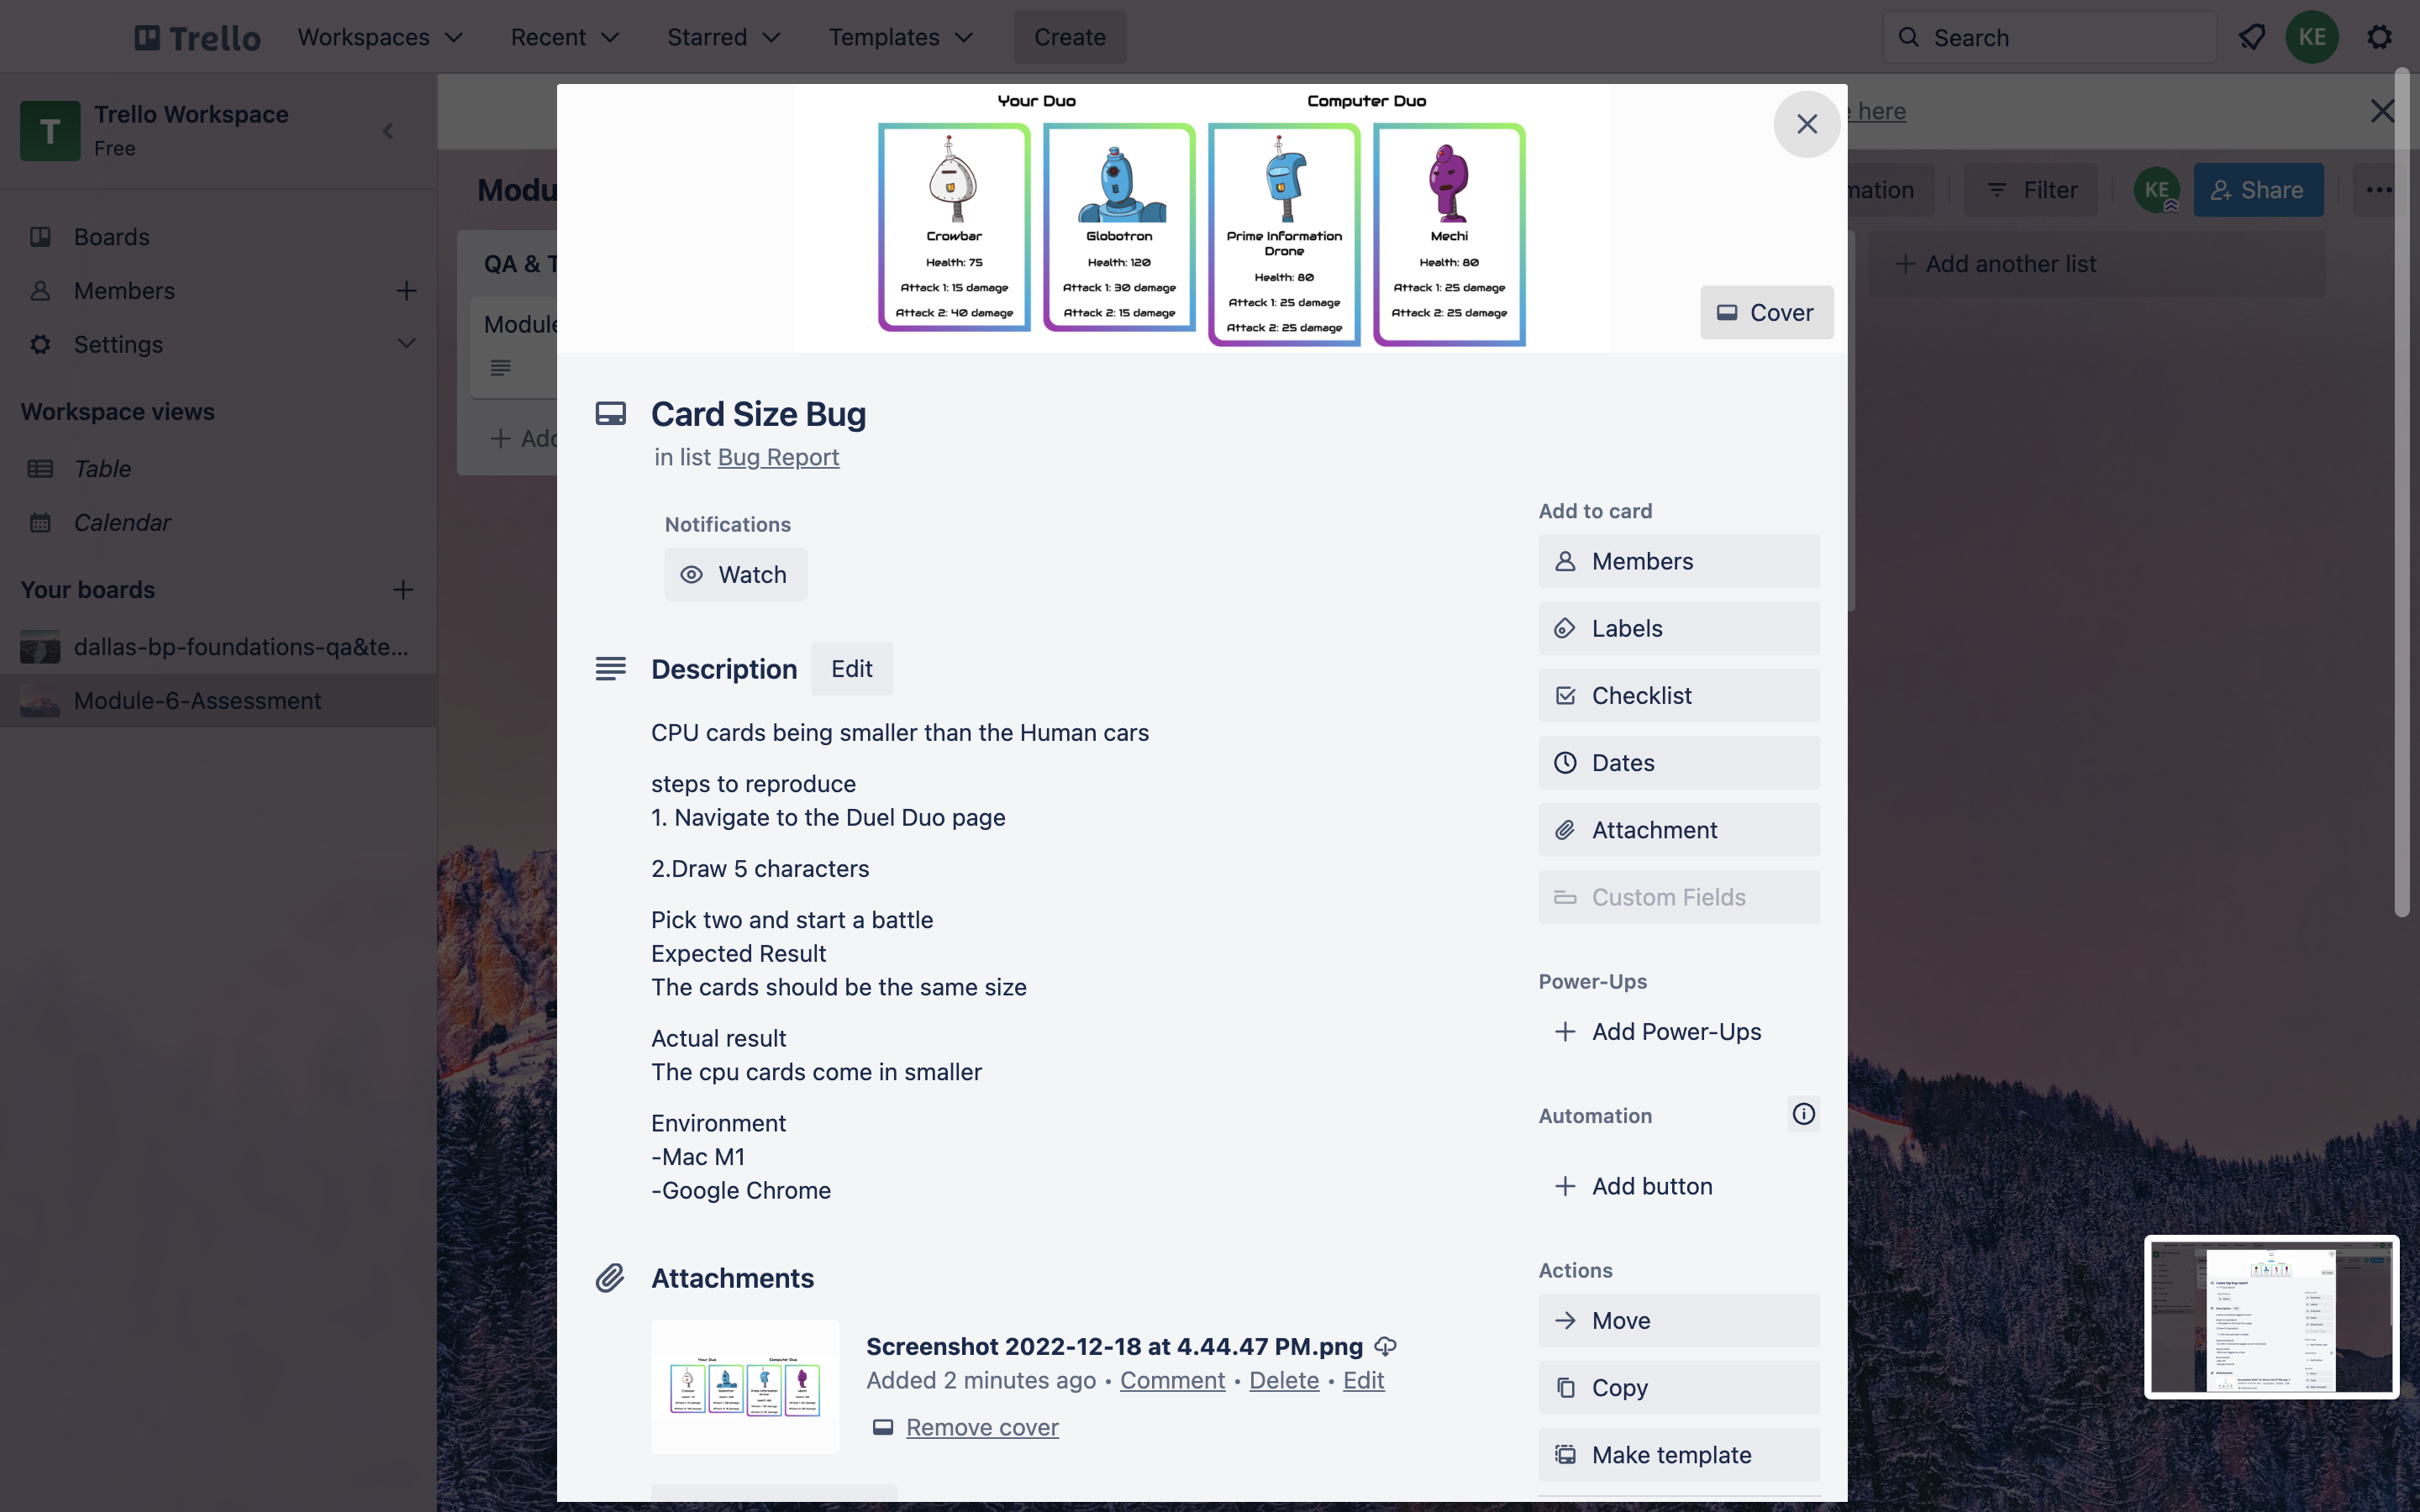 Trello
Workspaces
Recent
Starred
Templates
Create
Search
KE
T
Trello Workspace
Free
Boards
Members
Settings
Workspace views
Table
Calendar
Your boards
dallas-bp-foundations-qa&te...
Module-6-Assessment
Modu
QA & T
Module
Add
here
mation
Filter
KE
Share
Add another list
Your Duo
Computer Duo
Crowbar
Health: 75
Attack 1: 15 damage
Attack 2: 40 damage
Globotron
Health: 120
Attack 1: 30 damage
Attack 2: 15 damage
Prime Information
Drone
Health: 80
Attack 1: 25 damage
Attack 2: 25 damage
Mechi
Health: 80
Attack 1: 25 damage
Attack 2: 25 damage
Cover
Card Size Bug
in list Bug Report
Notifications
Watch
Description
Edit
CPU cards being smaller than the Human cars
steps to reproduce
1. Navigate to the Duel Duo page
2.Draw 5 characters
Pick two and start a battle
Expected Result
The cards should be the same size
Actual result
The cpu cards come in smaller
Environment
-Mac M1
-Google Chrome
Attachments
Screenshot 2022-12-18 at 4.44.47 PM.png
Added 2 minutes ago • Comment • Delete • Edit
Remove cover
Add to card
Members
Labels
Checklist
Dates
Attachment
Custom Fields
Power-Ups
Add Power-Ups
Automation
Add button
Actions
Move
Copy
Make template